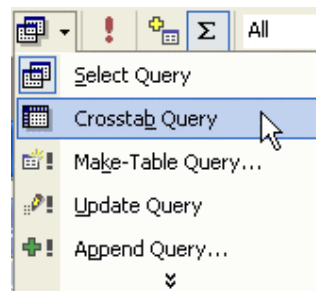 Σ All
Select Query
Crosstab Query
Make-Table Query...
Update Query
Append Query...